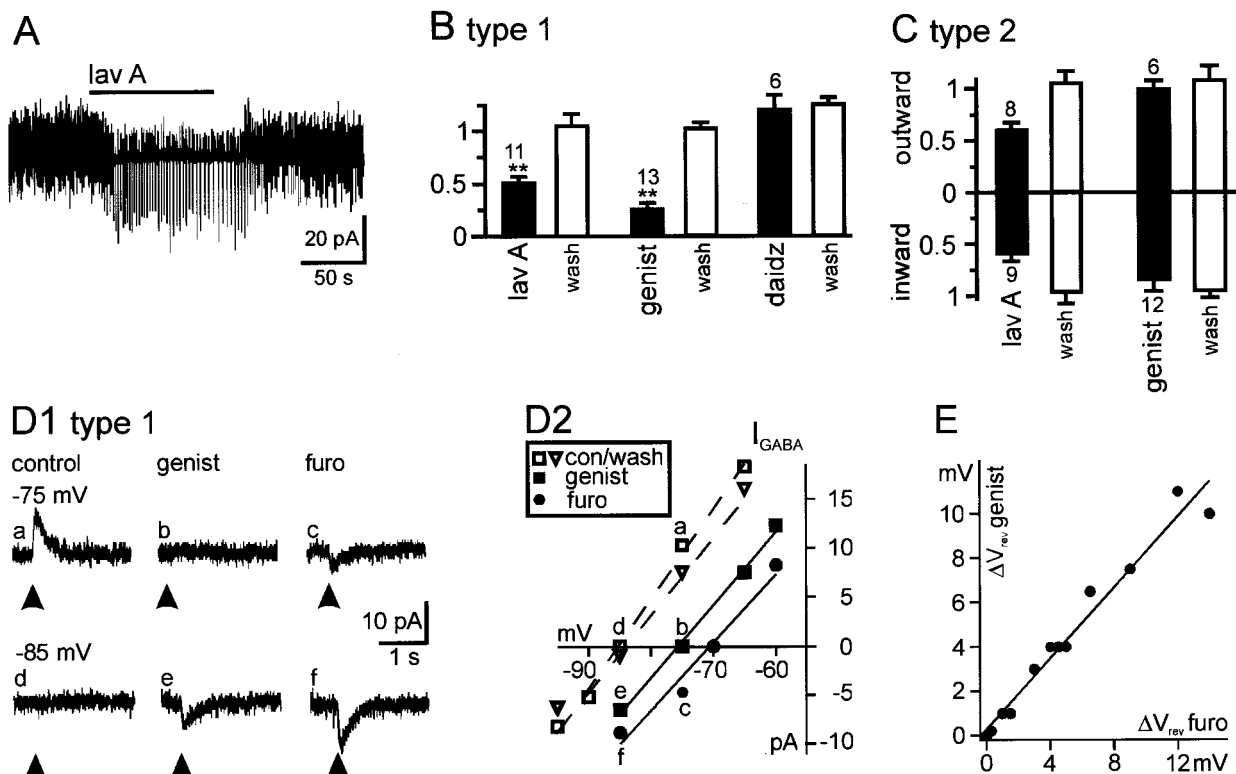 A
lav A
20 pA
50 s
B type 1
1
0.5
0
11
**
13
**
6
lav A
wash
genist
wash
daidz
wash
C type 2
outward
inward
1
0.5
0
0.5
1
8
6
lav A 9
wash
genist 12
wash
D1 type 1
control genist furo
-75 mV
a b c
10 pA
1 s
-85 mV
d e f
D2
con/wash
genist
furo
I GABA
15
10
5
0
-5
-10
pA
mV
-90 -70 -60
a
d b
e
c
f
E
mV
ΔVrev genist
10
8
6
4
2
0
ΔVrev furo
0 4 8 12 mV